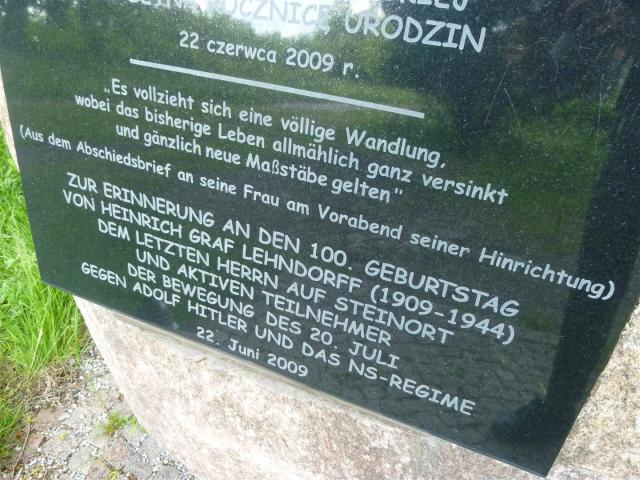 ROCZNICĘ URODZIN
22 czerwca 2009 r.
"Es vollzieht sich eine völlige Wandlung,
wobei das bisherige Leben allmählich ganz versinkt
und gänzlich neue Maßstäbe gelten"
(Aus dem Abschiedsbrief an seine Frau am Vorabend seiner Hinrichtung)
ZUR ERINNERUNG AN DEN 100. GEBURTSTAG
VON HEINRICH GRAF LEHNDORFF (1909-1944)
DEM LETZTEN HERRN AUF STEINORT
UND AKTIVEN TEILNEHMER
DER BEWEGUNG DES 20. JULI
GEGEN ADOLF HITLER UND DAS NS-REGIME
22. Juni 2009